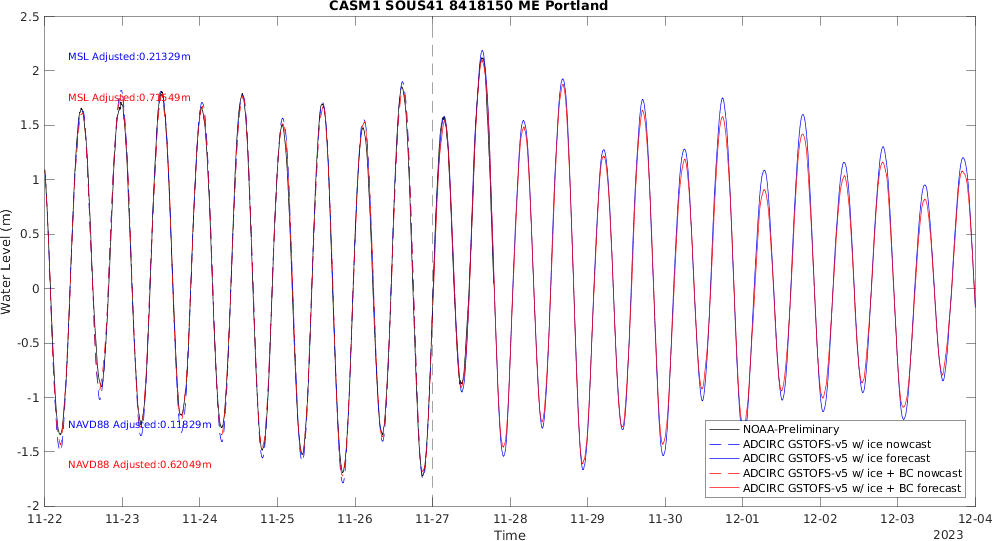 CASM1 SOUS41 8418150 ME Portland
2.5
2
1.5
1
0.5
0
-0.5
-1
-1.5
-2
Water Level (m)
MSL Adjusted:0.21329m
MSL Adjusted:0.71549m
NAVD88 Adjusted:0.11829m
NAVD88 Adjusted:0.62049m
NOAA-Preliminary
ADCIRC GSTOFS-v5 w/ ice nowcast
ADCIRC GSTOFS-v5 w/ ice forecast
ADCIRC GSTOFS-v5 w/ ice + BC nowcast
ADCIRC GSTOFS-v5 w/ ice + BC forecast
11-22 11-23 11-24 11-25 11-26 11-27 11-28 11-29 11-30 12-01 12-02 12-03 12-04
Time
2023